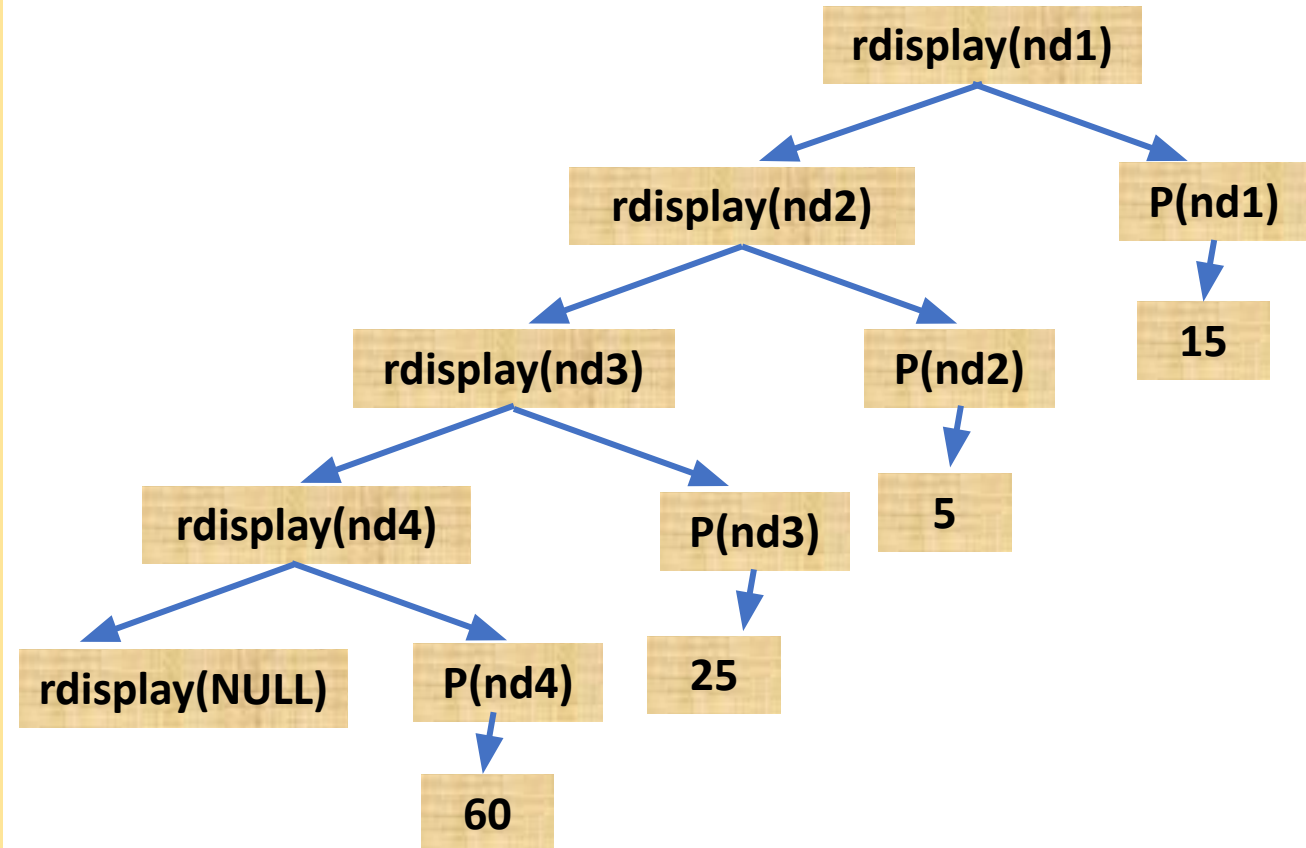 rdisplay(nd1)
rdisplay(nd2)
P(nd1)
rdisplay(nd3)
P(nd2)
15
rdisplay(nd4)
P(nd3)
5
rdisplay(NULL)
P(nd4)
25
60